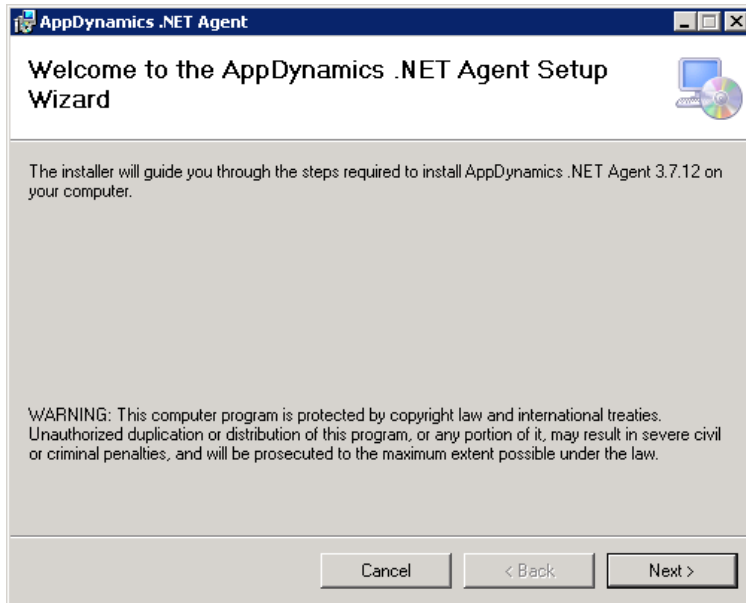 AppDynamics .NET Agent
Welcome to the AppDynamics .NET Agent Setup
Wizard
The installer will guide you through the steps required to install AppDynamics .NET Agent 3.7.12 on
your computer.
WARNING: This computer program is protected by copyright law and international treaties.
Unauthorized duplication or distribution of this program, or any portion of it, may result in severe civil
or criminal penalties, and will be prosecuted to the maximum extent possible under the law.
Cancel
< Back
Next >